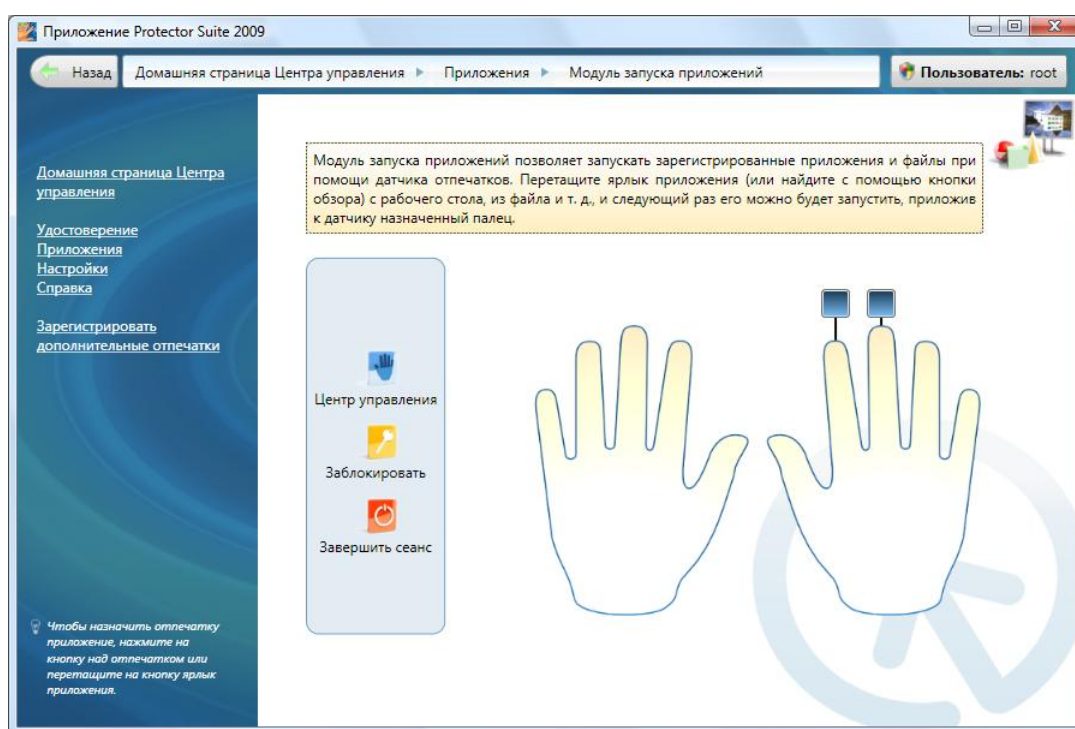 Приложение Protector Suite 2009
Назад
Домашняя страница Центра управления
Приложения
Модуль запуска приложений
Пользователь: root
Модуль запуска приложений позволяет запускать зарегистрированные приложения и файлы при
помощи датчика отпечатков. Перетащите ярлык приложения (или найдите с помощью кнопки
обзора) с рабочего стола, из файла и т. д., и следующий раз его можно будет запустить, приложив
к датчику назначенный палец.
Домашняя страница Центра
управления
Удостоверение
Приложения
Настройки
Справка
Зарегистрировать
дополнительные отпечатки
Центр управления
Заблокировать
Завершить сеанс
Чтобы назначить отпечатку
приложение, нажмите на
кнопку над отпечатком или
перетащите на кнопку ярлык
приложения.